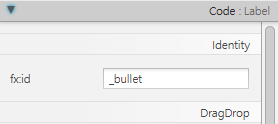 Code : Label
Identity
fx:id _bullet
DragDrop